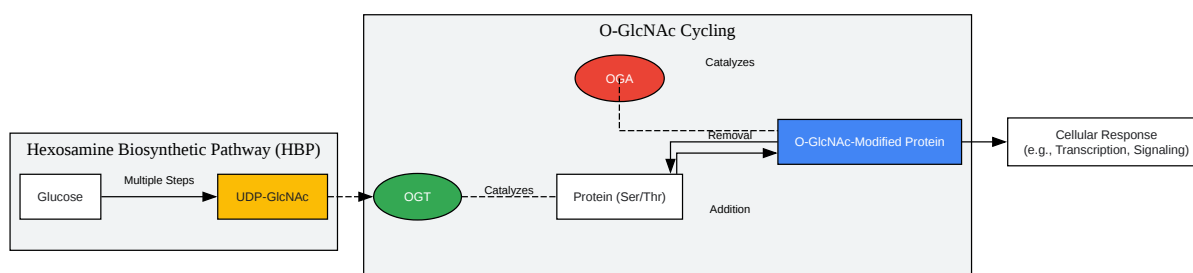 O-GlcNAc Cycling
OGA
Catalyzes
Removal
O-GlcNAc-Modified Protein
Cellular Response
(e.g., Transcription, Signaling)
Hexosamine Biosynthetic Pathway (HBP)
Glucose
Multiple Steps
UDP-GlcNAc
OGT
Catalyzes
Protein (Ser/Thr)
Addition